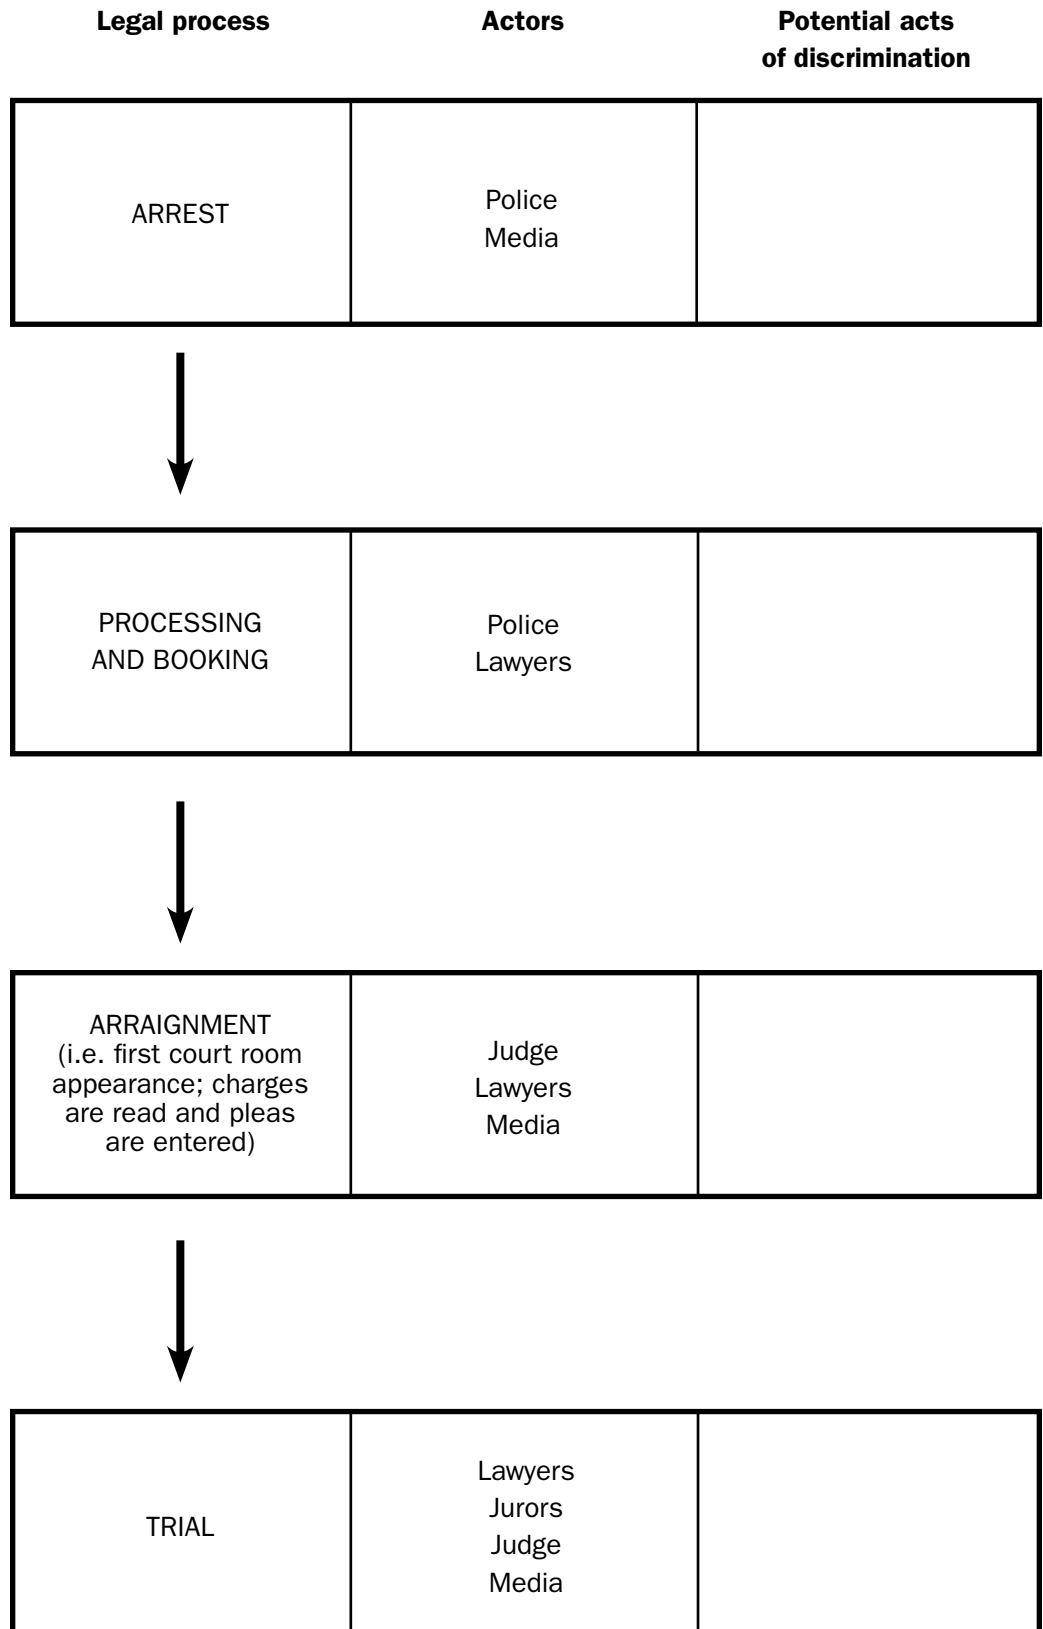 Legal process
Actors
Potential acts
of discrimination
ARREST
Police
Media
PROCESSING
AND BOOKING
Police
Lawyers
ARRAIGNMENT
(i.e. first court room
appearance; charges
are read and pleas
are entered)
Judge
Lawyers
Media
TRIAL
Lawyers
Jurors
Judge
Media